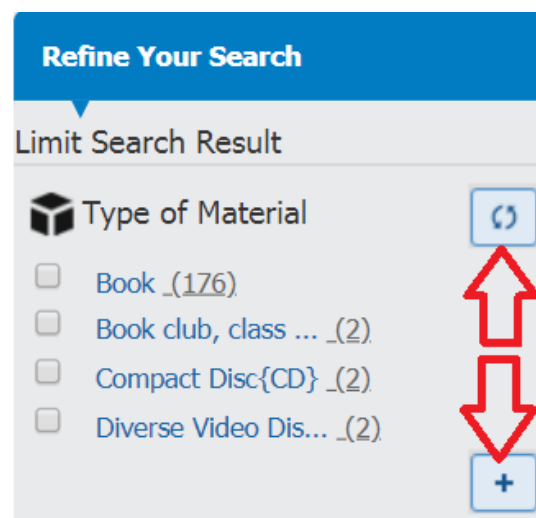 Refine Your Search
Limit Search Result
Type of Material
Book (176)
Book club, class ... (2)
Compact Disc{CD} (2)
Diverse Video Dis... (2)
+